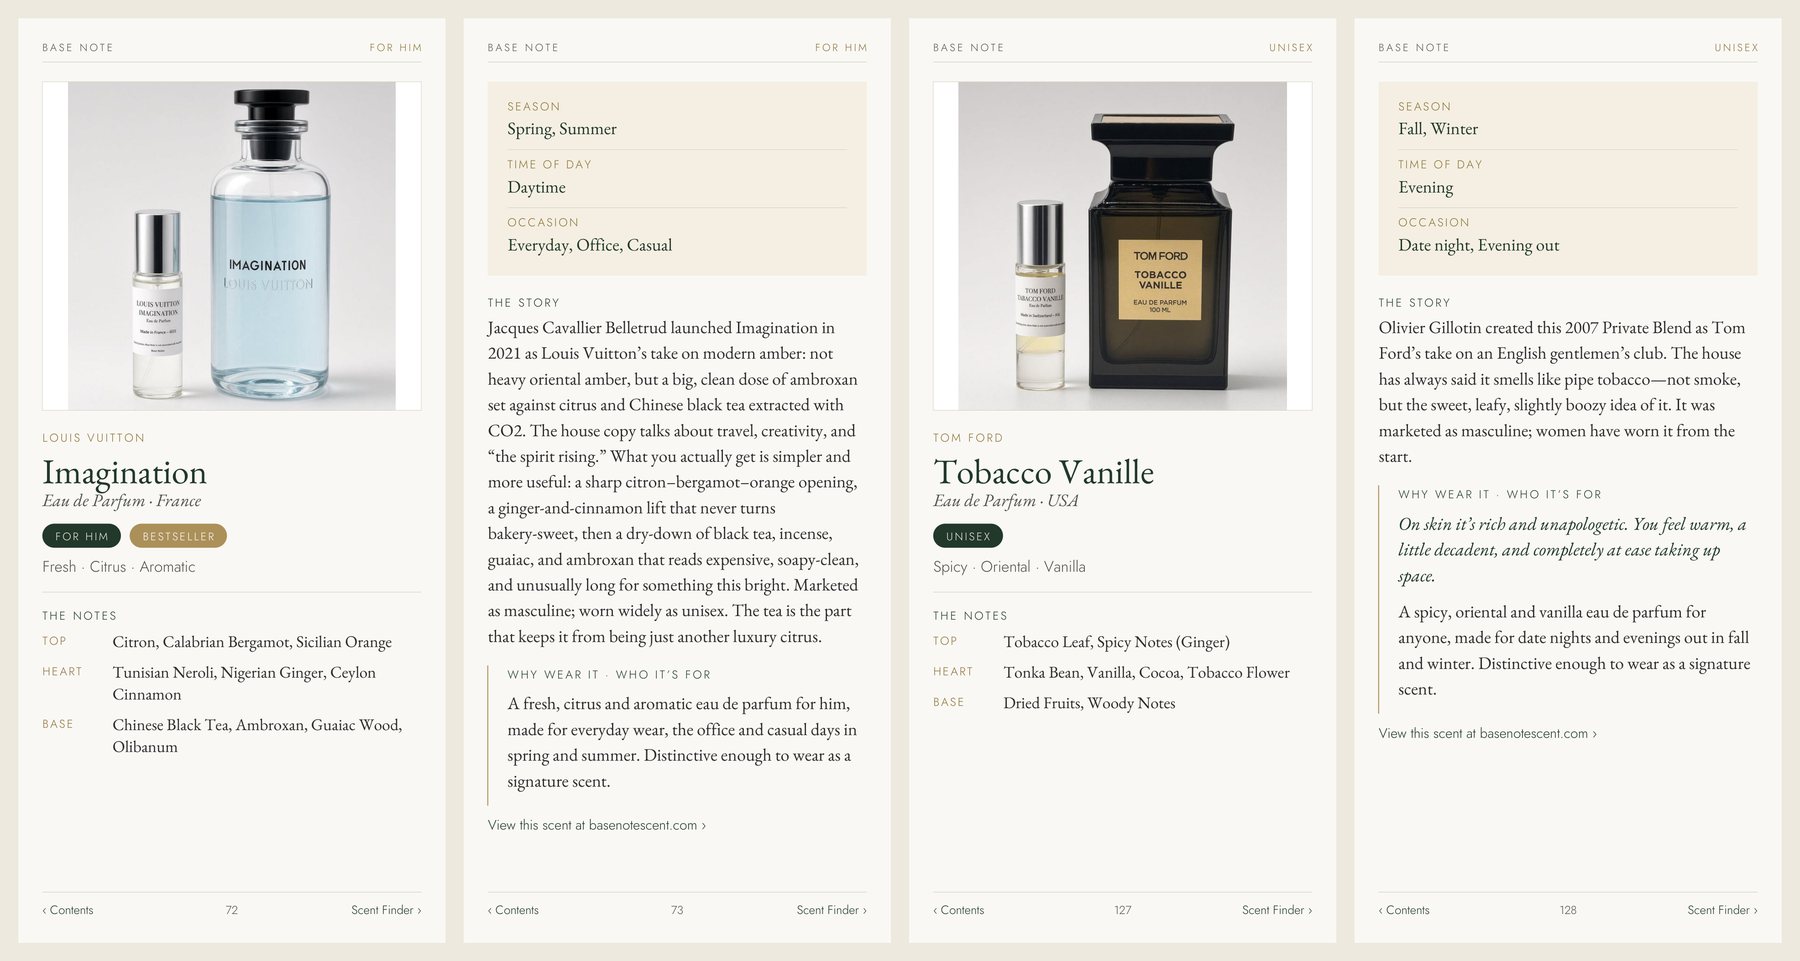 BASE NOTE
FOR HIM
IMAGINATION
LOUIS VUITTON
LOUIS VUITTON
IMAGINATION
Eau de Parfum
LOUIS VUITTON
Imagination
Eau de Parfum · France
FOR HIM
BESTSELLER
Fresh · Citrus · Aromatic
THE NOTES
TOP
Citron, Calabrian Bergamot, Sicilian Orange
HEART
Tunisian Neroli, Nigerian Ginger, Ceylon
Cinnamon
BASE
Chinese Black Tea, Ambroxan, Guaiac Wood,
Olibanum
‹ Contents
72
Scent Finder ›
BASE NOTE
FOR HIM
SEASON
Spring, Summer
TIME OF DAY
Daytime
OCCASION
Everyday, Office, Casual
THE STORY
Jacques Cavallier Belletrud launched Imagination in
2021 as Louis Vuitton’s take on modern amber: not
heavy oriental amber, but a big, clean dose of ambroxan
set against citrus and Chinese black tea extracted with
CO2. The house copy talks about travel, creativity, and
“the spirit rising.” What you actually get is simpler and
more useful: a sharp citron–bergamot–orange opening,
a ginger-and-cinnamon lift that never turns
bakery-sweet, then a dry-down of black tea, incense,
guaiac, and ambroxan that reads expensive, soapy-clean,
and unusually long for something this bright. Marketed
as masculine; worn widely as unisex. The tea is the part
that keeps it from being just another luxury citrus.
WHY WEAR IT · WHO IT’S FOR
A fresh, citrus and aromatic eau de parfum for him,
made for everyday wear, the office and casual days in
spring and summer. Distinctive enough to wear as a
signature scent.
View this scent at basenotescent.com ›
‹ Contents
73
Scent Finder ›
BASE NOTE
UNISEX
TOM FORD
TOBACCO
VANILLE
EAU DE PARFUM
100 ML
TOM FORD
TOBACCO VANILLE
Eau de Parfum
TOM FORD
Tobacco Vanille
Eau de Parfum · USA
UNISEX
Spicy · Oriental · Vanilla
THE NOTES
TOP
Tobacco Leaf, Spicy Notes (Ginger)
HEART
Tonka Bean, Vanilla, Cocoa, Tobacco Flower
BASE
Dried Fruits, Woody Notes
‹ Contents
127
Scent Finder ›
BASE NOTE
UNISEX
SEASON
Fall, Winter
TIME OF DAY
Evening
OCCASION
Date night, Evening out
THE STORY
Olivier Gillotin created this 2007 Private Blend as Tom
Ford’s take on an English gentlemen’s club. The house
has always said it smells like pipe tobacco—not smoke,
but the sweet, leafy, slightly boozy idea of it. It was
marketed as masculine; women have worn it from the
start.
WHY WEAR IT · WHO IT’S FOR
On skin it’s rich and unapologetic. You feel warm, a
little decadent, and completely at ease taking up
space.
A spicy, oriental and vanilla eau de parfum for
anyone, made for date nights and evenings out in fall
and winter. Distinctive enough to wear as a signature
scent.
View this scent at basenotescent.com ›
‹ Contents
128
Scent Finder ›